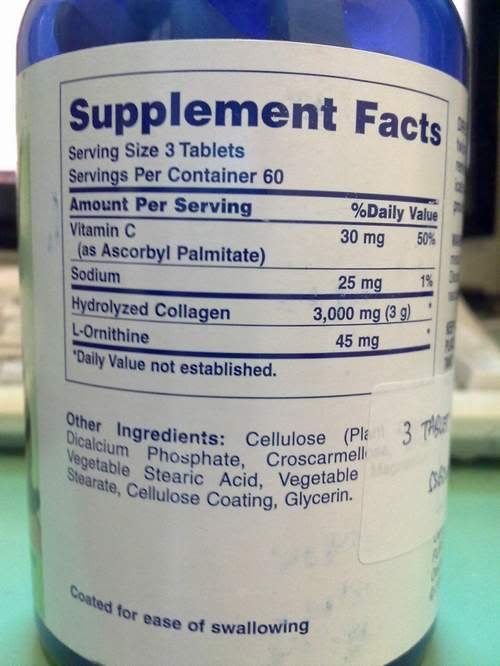 Supplement Facts
Serving Size 3 Tablets
Servings Per Container 60
Amount Per Serving %Daily Value
Vitamin C 30 mg 50%
(as Ascorbyl Palmitate)
Sodium 25 mg 1%
Hydrolyzed Collagen 3,000 mg (3 g) *
L-Ornithine 45 mg *
*Daily Value not established.
Other Ingredients: Cellulose (Pla
Dicalcium Phosphate, Croscarmell
Vegetable Stearic Acid, Vegetable
Stearate, Cellulose Coating, Glycerin.
3
Coated for ease of swallowing